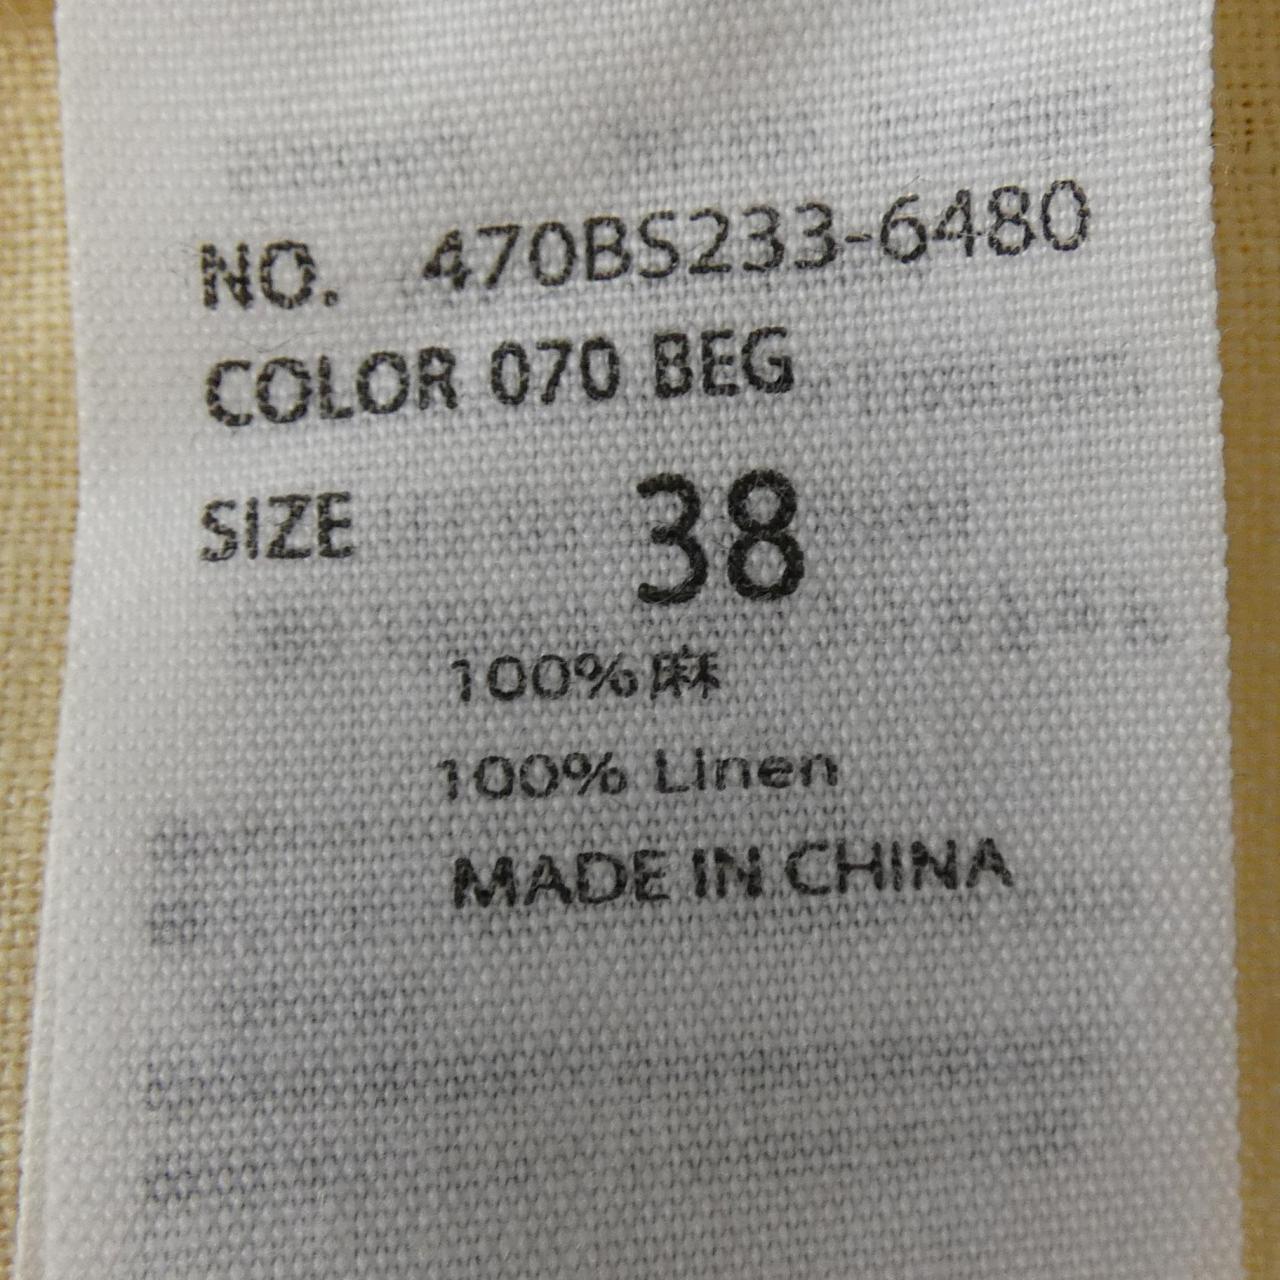 NO. 470BS233-6480
COLOR 070 BEG
SIZE 38
100%麻
100% Linen
MADE IN CHINA